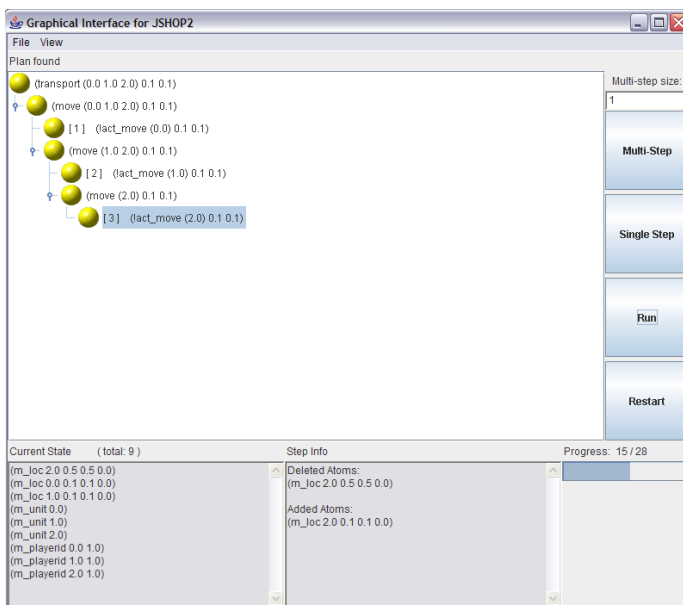 Graphical Interface for JSHOP2
File View
Plan found
(transport (0.0 1.0 2.0) 0.1 0.1)
(move (0.0 1.0 2.0) 0.1 0.1)
[ 1 ] (!act_move (0.0) 0.1 0.1)
(move (1.0 2.0) 0.1 0.1)
[ 2 ] (!act_move (1.0) 0.1 0.1)
(move (2.0) 0.1 0.1)
[ 3 ] (!act_move (2.0) 0.1 0.1)
Multi-step size:
1
Multi-Step
Single Step
Run
Restart
Current State ( total: 9 )
(m_loc 2.0 0.5 0.5 0.0)
(m_loc 0.0 0.1 0.1 0.0)
(m_loc 1.0 0.1 0.1 0.0)
(m_unit 0.0)
(m_unit 1.0)
(m_unit 2.0)
(m_playerid 0.0 1.0)
(m_playerid 1.0 1.0)
(m_playerid 2.0 1.0)
Step Info
Deleted Atoms:
(m_loc 2.0 0.5 0.5 0.0)
Added Atoms:
(m_loc 2.0 0.1 0.1 0.0)
Progress: 15 / 28